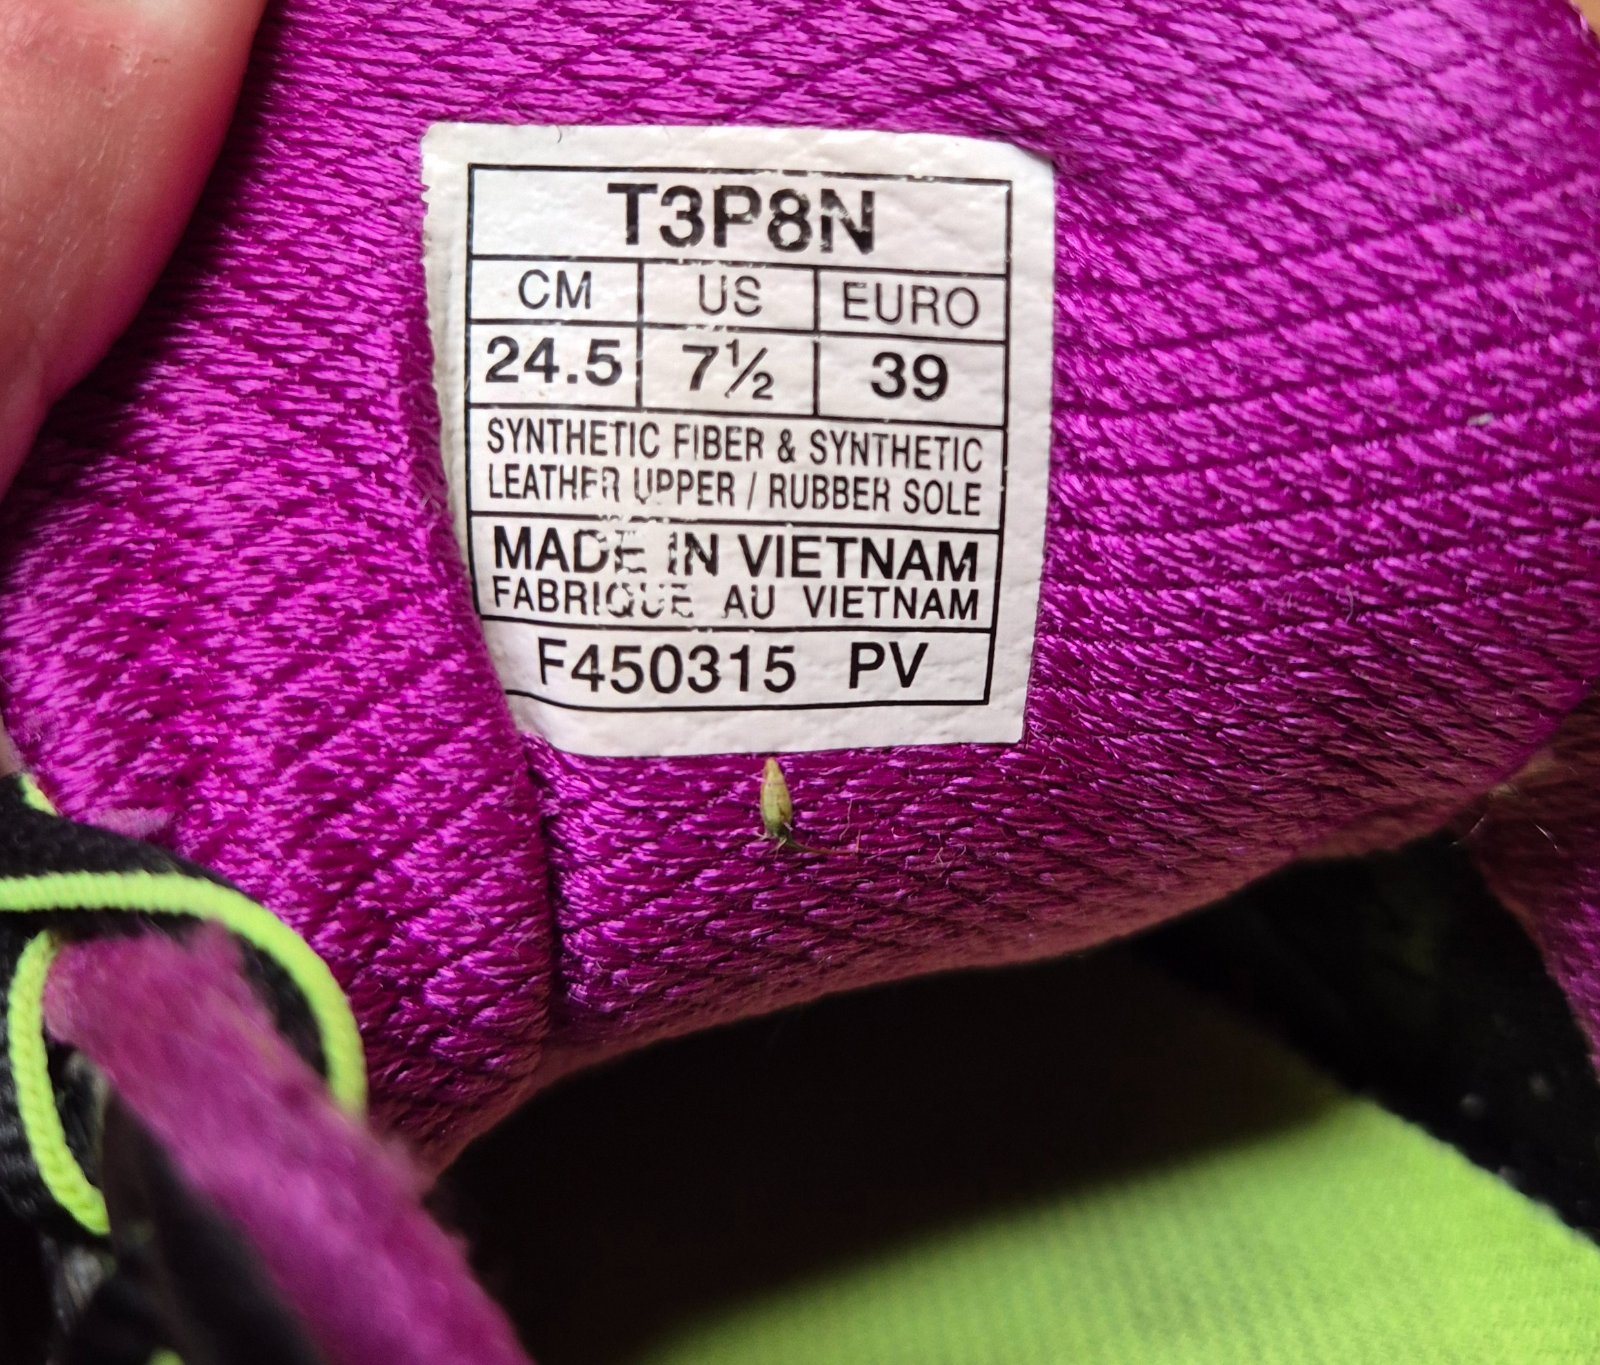 T3P8N
CM US EURO
24.5 7½ 39
SYNTHETIC FIBER & SYNTHETIC
LEATHER UPPER / RUBBER SOLE
MADE IN VIETNAM
FABRIQUE AU VIETNAM
F450315 PV